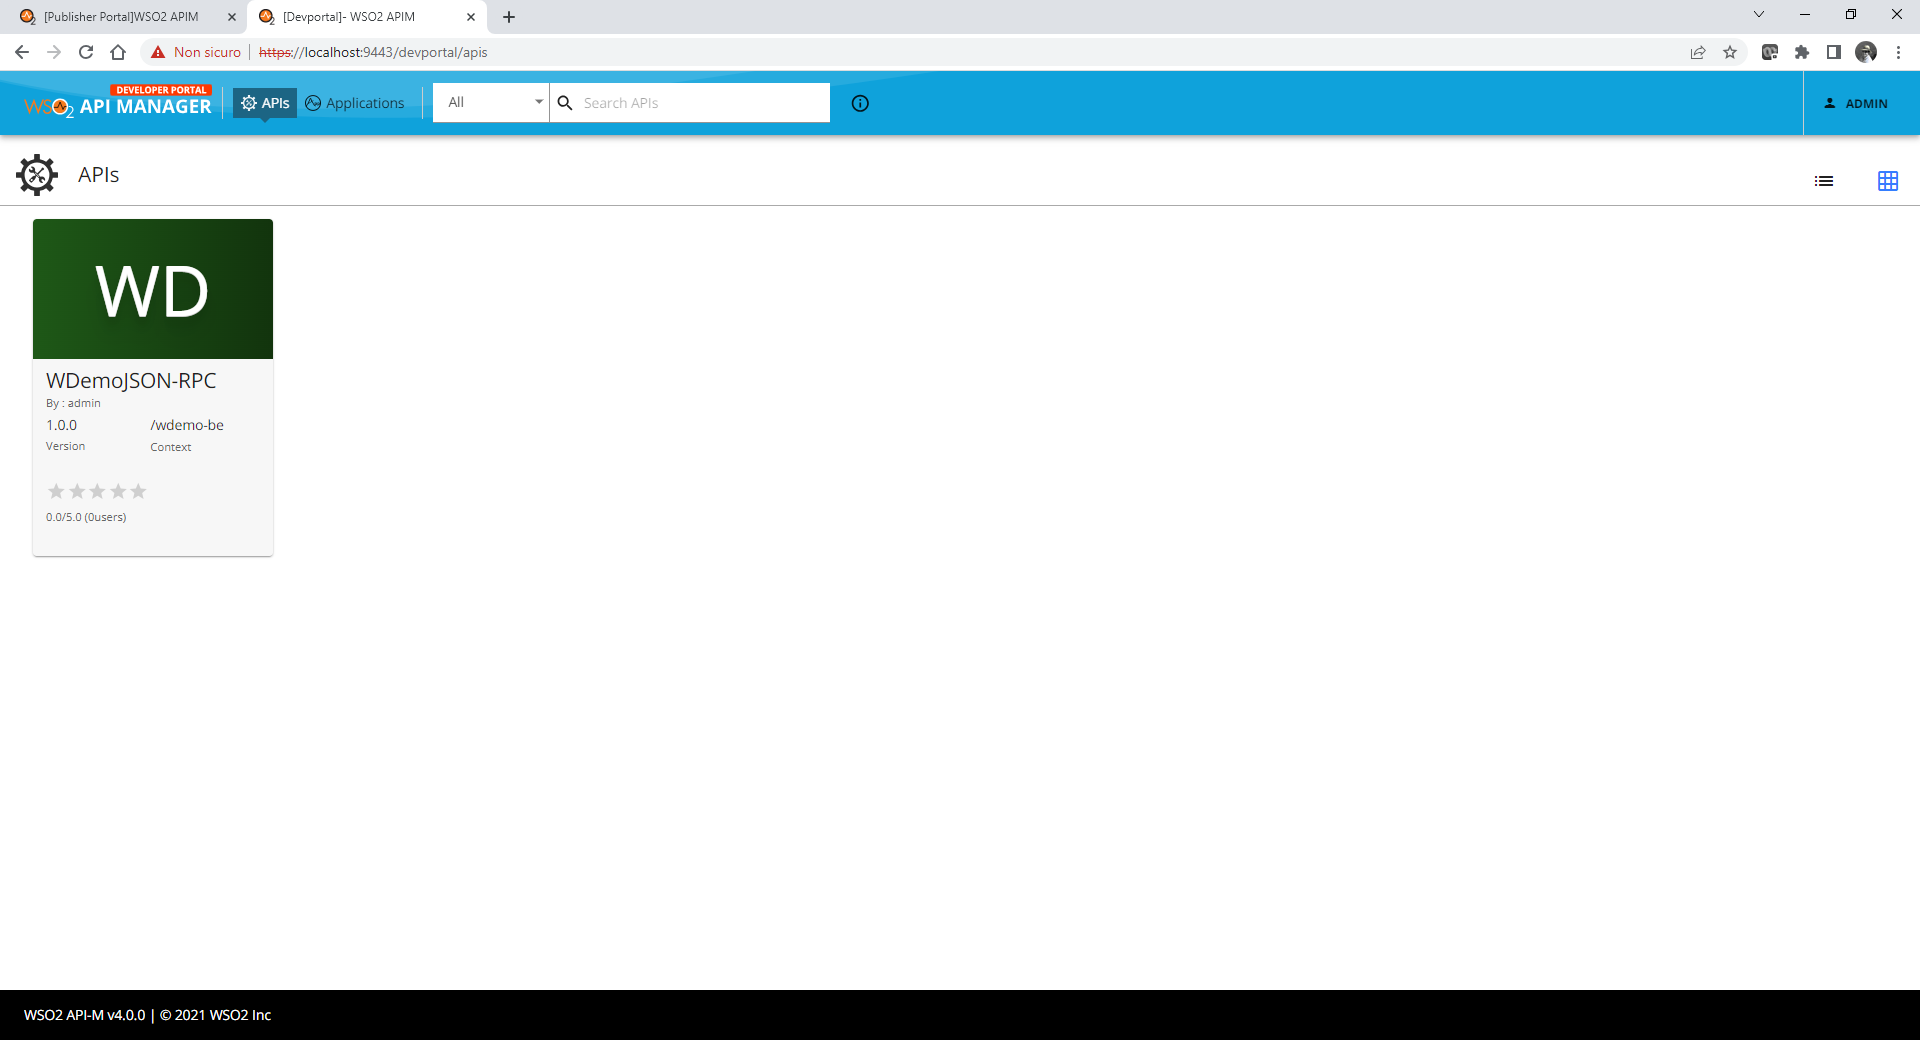 [Publisher Portal]WSO2 APIM
[Devportal]- WSO2 APIM
Non sicuro
https://localhost:9443/devportal/apis
DEVELOPER PORTAL
WSO2 API MANAGER
APIs
Applications
All
Search APIs
ADMIN
APIs
WD
WDemoJSON-RPC
By : admin
1.0.0 /wdemo-be
Version Context
0.0/5.0 (0users)
WSO2 API-M v4.0.0 | © 2021 WSO2 Inc